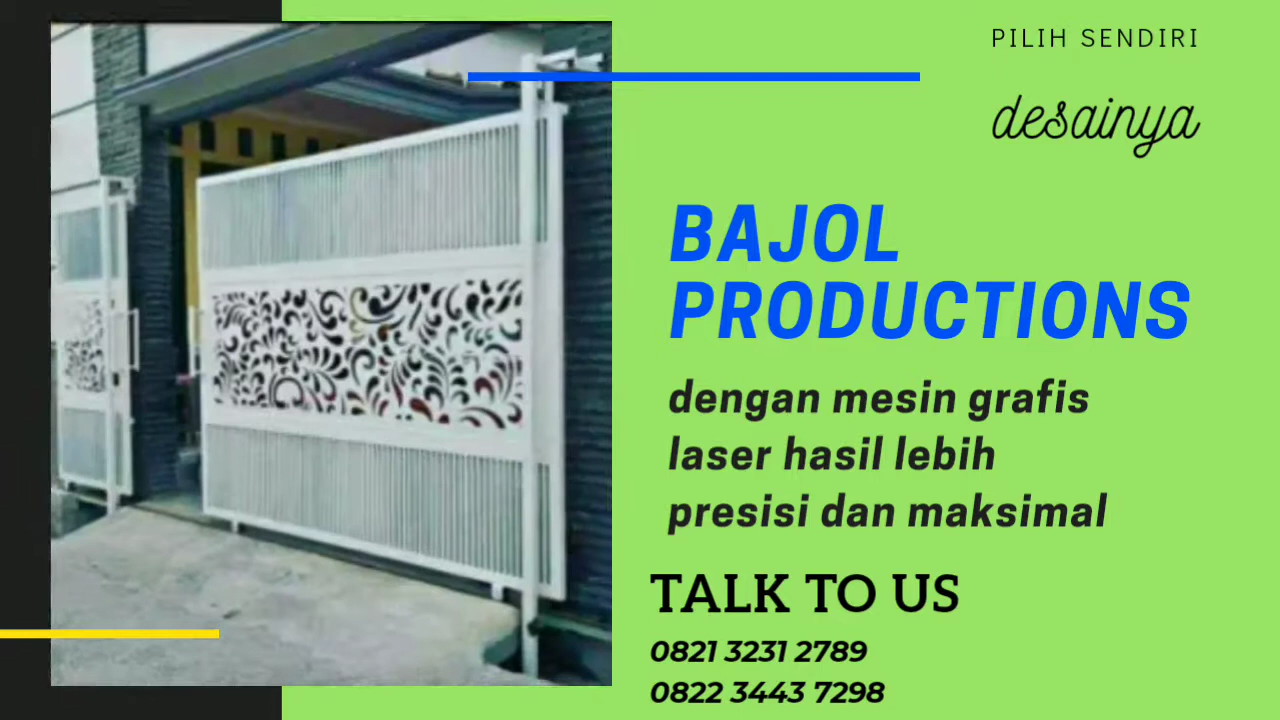 PILIH SENDIRI
desainya
BAJOL
PRODUCTIONS
dengan mesin grafis
laser hasil lebih
presisi dan maksimal
TALK TO US
0821 3231 2789
0822 3443 7298